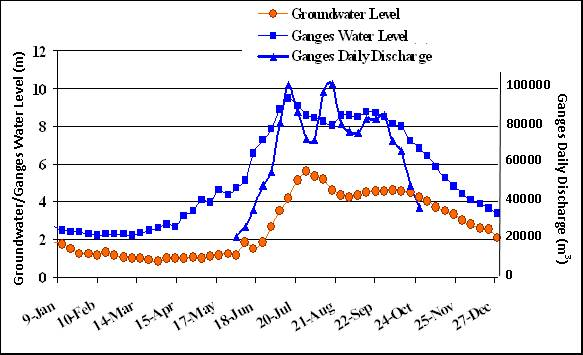 Groundwater Level
Ganges Water Level
Ganges Daily Discharge
Groundwater/Ganges Water Level (m)
12
10
8
6
4
2
0
100000
80000
60000
40000
20000
0
Ganges Daily Discharge (m³)
9-Jan
10-Feb
14-Mar
15-Apr
17-May
18-Jun
20-Jul
21-Aug
22-Sep
24-Oct
25-Nov
27-Dec